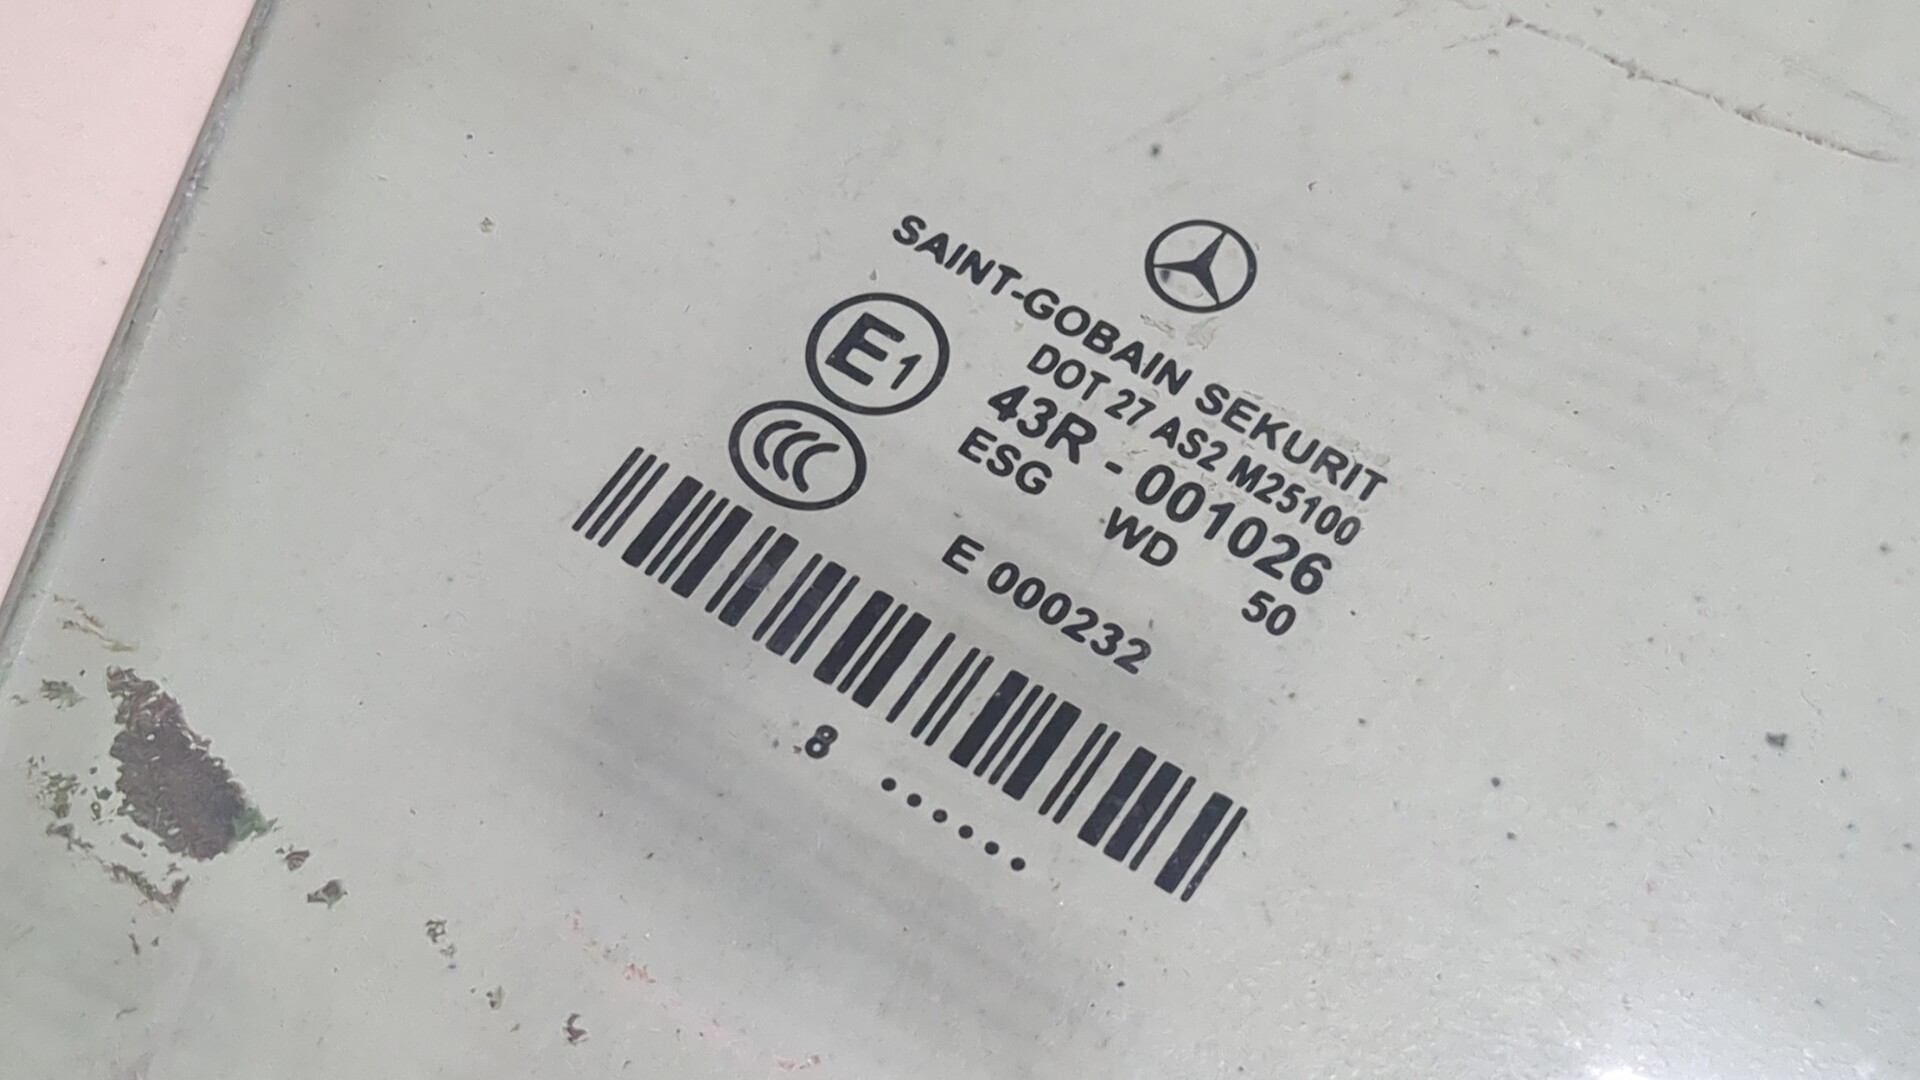 SAINT-GOBAIN SEKURIT
DOT 27 AS2 M25100
E1
43R - 001026
CCC
ESG WD 50
E 000232
8 ......